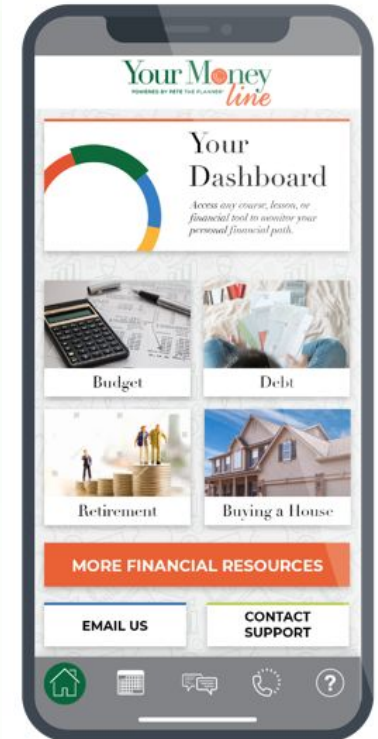 Your Money
POWERED BY PETE THE PLANNER®
line
Your
Dashboard
Access any course, lesson, or
financial tool to monitor your
personal financial path.
Budget
Debt
Retirement
Buying a House
MORE FINANCIAL RESOURCES
EMAIL US
CONTACT
SUPPORT
?